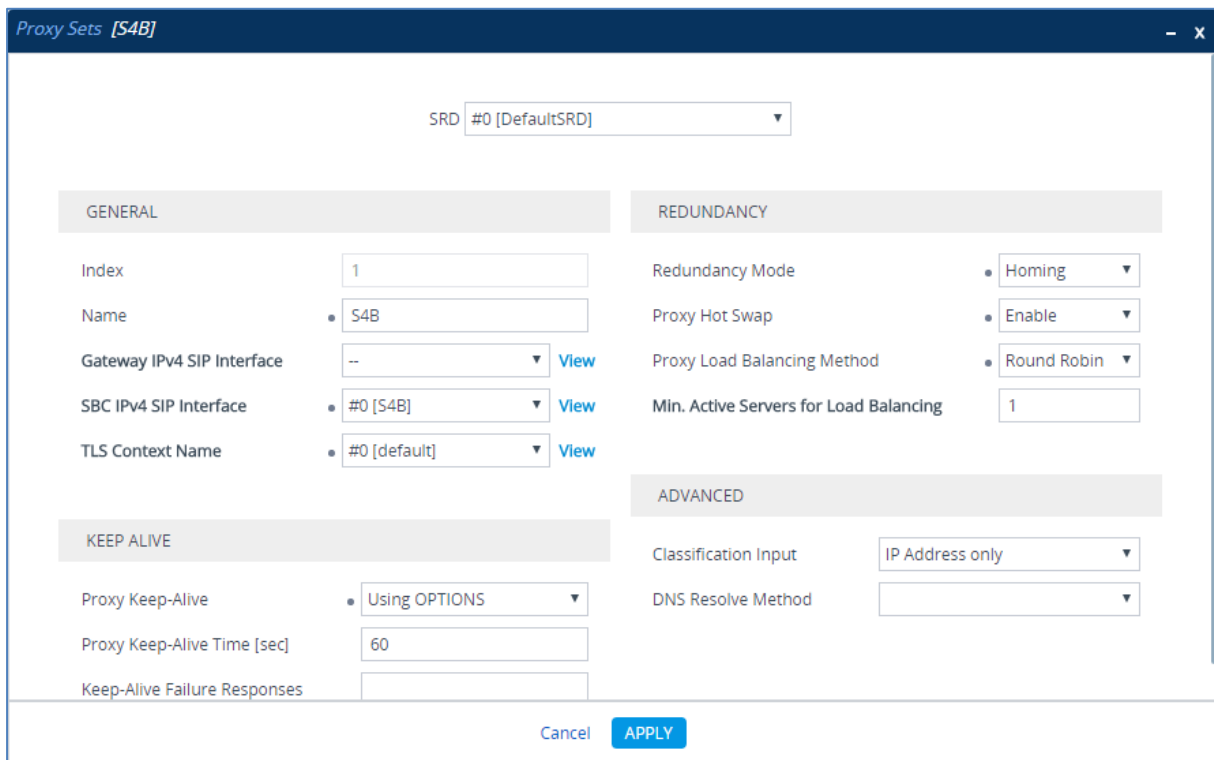 Proxy Sets [S4B] – x
SRD #0 [DefaultSRD]
GENERAL
Index 1
Name S4B
Gateway IPv4 SIP Interface -- View
SBC IPv4 SIP Interface #0 [S4B] View
TLS Context Name #0 [default] View
KEEP ALIVE
Proxy Keep-Alive Using OPTIONS
Proxy Keep-Alive Time [sec] 60
Keep-Alive Failure Responses
REDUNDANCY
Redundancy Mode Homing
Proxy Hot Swap Enable
Proxy Load Balancing Method Round Robin
Min. Active Servers for Load Balancing 1
ADVANCED
Classification Input IP Address only
DNS Resolve Method
Cancel APPLY